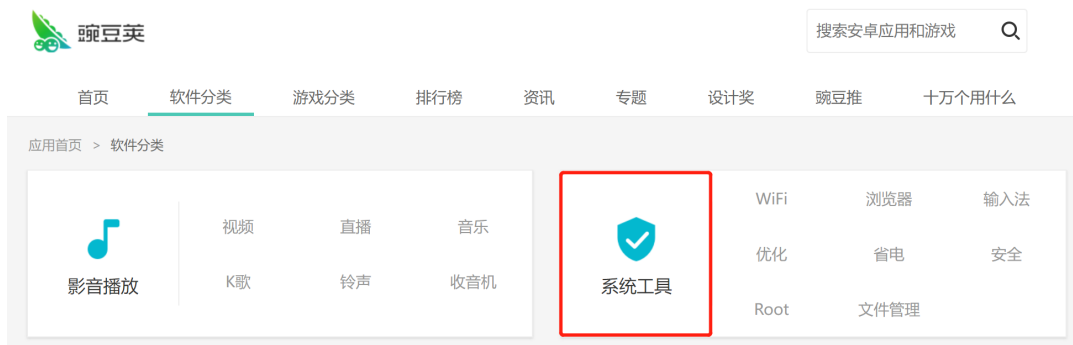 豌豆荚
搜索安卓应用和游戏
首页 软件分类 游戏分类 排行榜 资讯 专题 设计奖 豌豆推 十万个用什么
应用首页 > 软件分类
影音播放
视频 直播 音乐
K歌 铃声 收音机
系统工具
WiFi 浏览器 输入法
优化 省电 安全
Root 文件管理